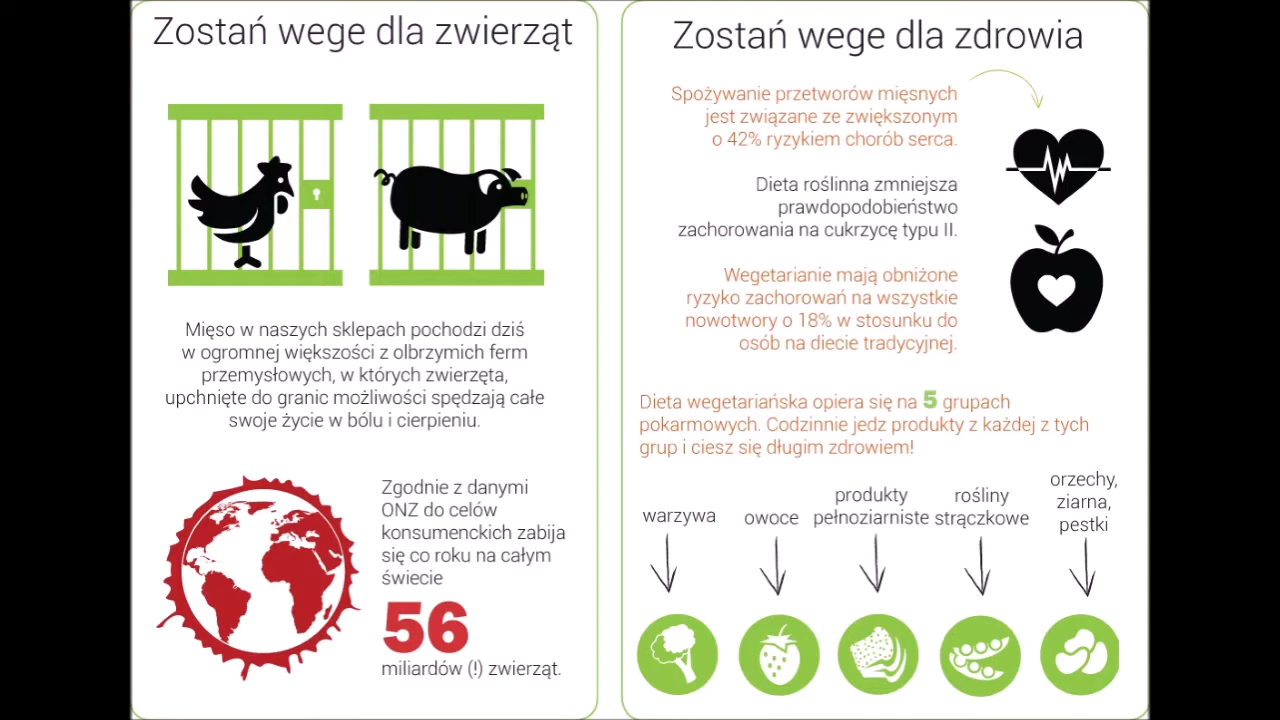 Zostań wege dla zwierząt
Mięso w naszych sklepach pochodzi dziś
w ogromnej większości z olbrzymich ferm
przemysłowych, w których zwierzęta,
upchnięte do granic możliwości spędzają całe
swoje życie w bólu i cierpieniu.
Zgodnie z danymi
ONZ do celów
konsumenckich zabija
się co roku na całym
świecie
56
miliardów (!) zwierząt.
Zostań wege dla zdrowia
Spożywanie przetworów mięsnych
jest związane ze zwiększonym
o 42% ryzykiem chorób serca.
Dieta roślinna zmniejsza
prawdopodobieństwo
zachorowania na cukrzycę typu II.
Wegetarianie mają obniżone
ryzyko zachorowań na wszystkie
nowotwory o 18% w stosunku do
osób na diecie tradycyjnej.
Dieta wegetariańska opiera się na 5 grupach
pokarmowych. Codzinnie jedz produkty z każdej z tych
grup i ciesz się długim zdrowiem!
warzywa
owoce
produkty
pełnoziarniste
rośliny
strączkowe
orzechy,
ziarna,
pestki